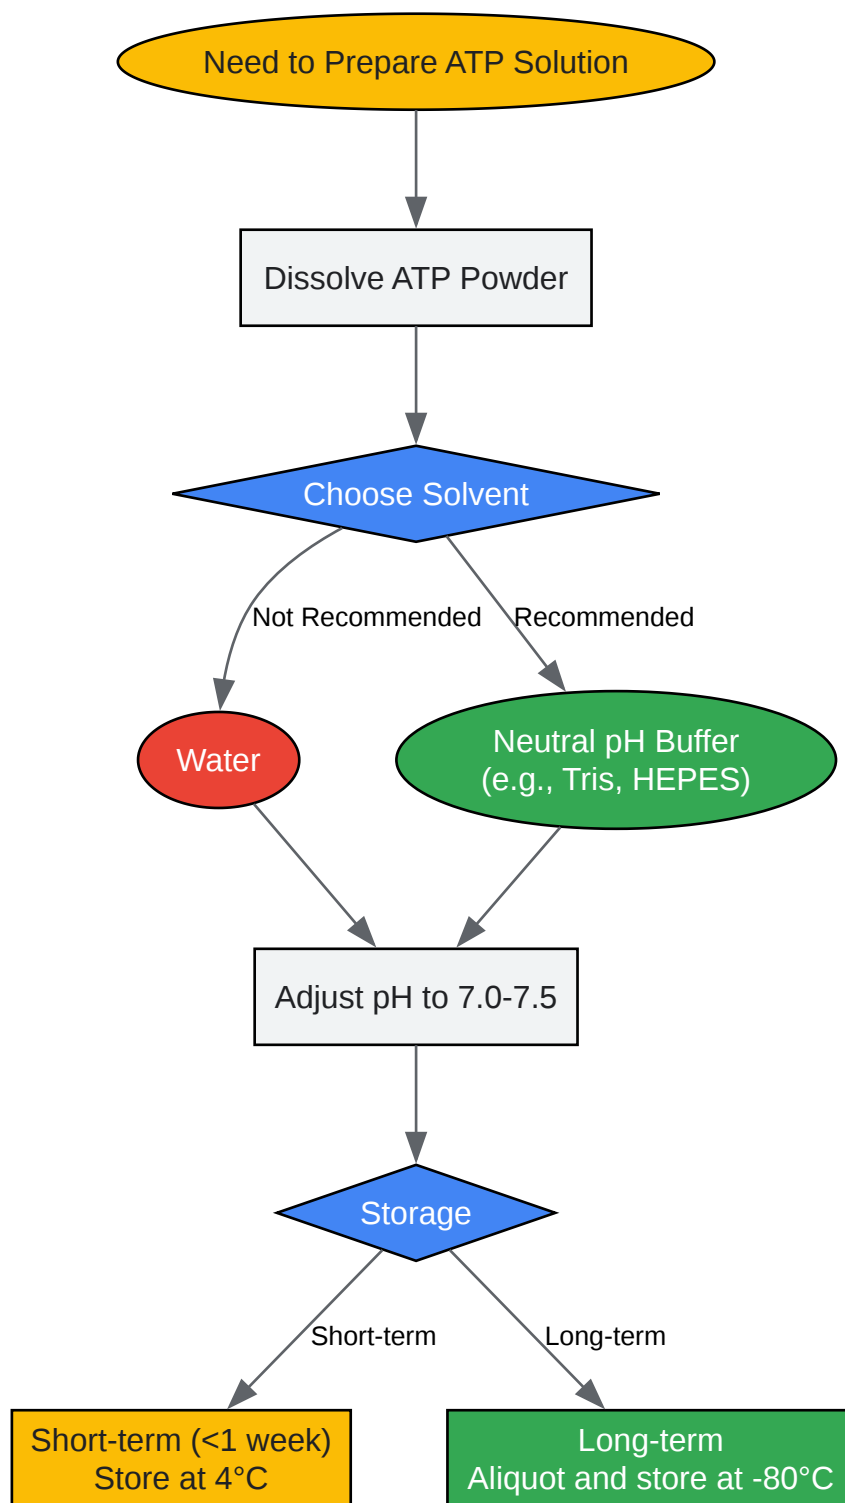 Need to Prepare ATP Solution
Dissolve ATP Powder
Choose Solvent
Not Recommended
Recommended
Water
Neutral pH Buffer
(e.g., Tris, HEPES)
Adjust pH to 7.0-7.5
Storage
Short-term
Long-term
Short-term (<1 week)
Store at 4°C
Long-term
Aliquot and store at -80°C